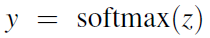 y = softmax(z)